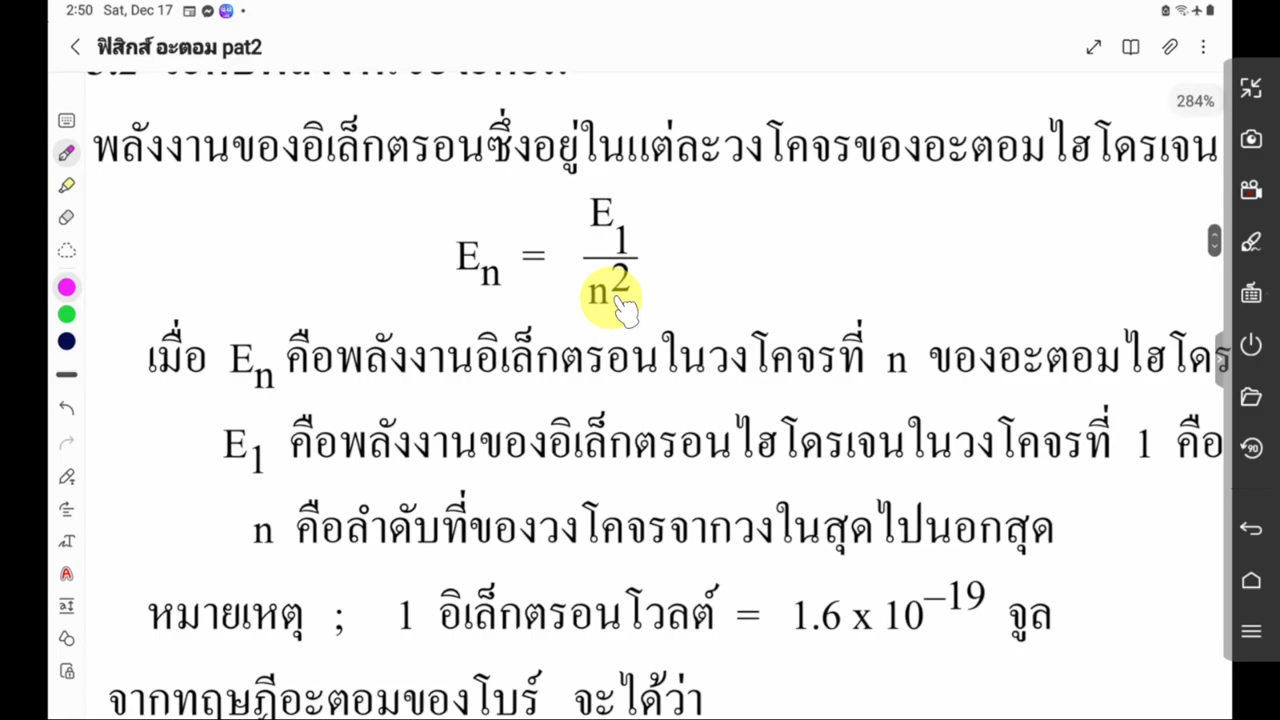 2:50 Sat, Dec 17
ฟิสิกส์ อะตอม pat2
284%
พลังงานของอิเล็กตรอนซึ่งอยู่ในแต่ละวงโคจรของอะตอมไฮโดรเจน
Eₙ = E₁ / n²
เมื่อ Eₙ คือพลังงานอิเล็กตรอนในวงโคจรที่ n ของอะตอมไฮโดร
E₁ คือพลังงานของอิเล็กตรอนไฮโดรเจนในวงโคจรที่ 1 คือ
n คือลำดับที่ของวงโคจรจากวงในสุดไปนอกสุด
หมายเหตุ ; 1 อิเล็กตรอนโวลต์ = 1.6 x 10⁻¹⁹ จูล
จากทฤษฎีอะตอมของโบร์ จะได้ว่า